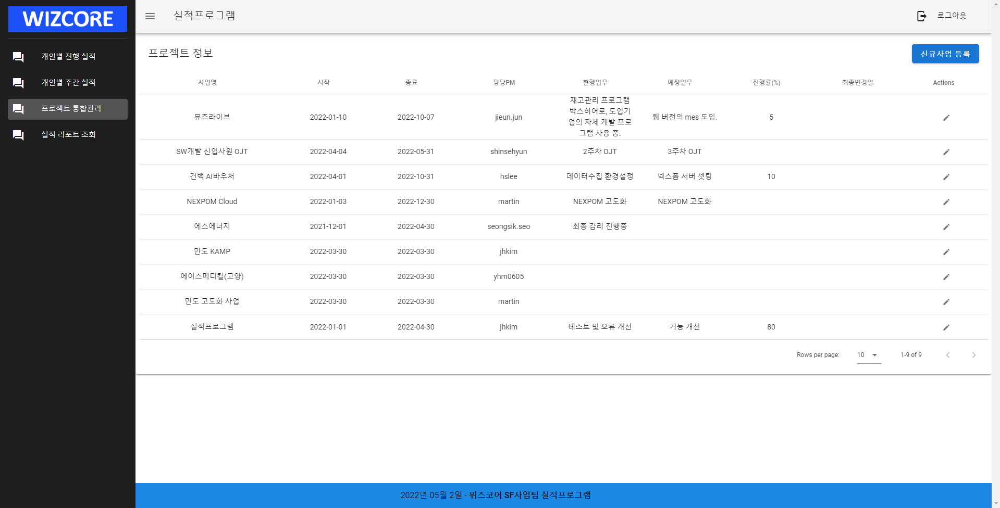 WIZCORE
개인별 진행 실적
개인별 주간 실적
프로젝트 통합관리
실적 리포트 조회
실적프로그램
로그아웃
프로젝트 정보
신규사업 등록
사업명 시작 종료 담당PM 현행업무 예정업무 진행률(%) 최종변경일 Actions
뮤즈라이브 2022-01-10 2022-10-07 jieun.jun 재고관리 프로그램
박스히어로, 도입기
업의 자체 개발 프로
그램 사용 중. 웹 버전의 mes 도입. 5
SW개발 신입사원 OJT 2022-04-04 2022-05-31 shinsehyun 2주차 OJT 3주차 OJT
건백 AI바우처 2022-04-01 2022-10-31 hslee 데이터수집 환경설정 넥스폼 서버 셋팅 10
NEXPOM Cloud 2022-01-03 2022-12-30 martin NEXPOM 고도화 NEXPOM 고도화
에스에너지 2021-12-01 2022-04-30 seongsik.seo 최종 감리 진행중
만도 KAMP 2022-03-30 2022-03-30 jhkim
에이스메디컬(고양) 2022-03-30 2022-03-30 yhm0605
만도 고도화 사업 2022-03-30 2022-03-30 martin
실적프로그램 2022-01-01 2022-04-30 jhkim 테스트 및 오류 개선 기능 개선 80
Rows per page: 10 1-9 of 9
2022년 05월 2일 - 위즈코어 SF사업팀 실적프로그램